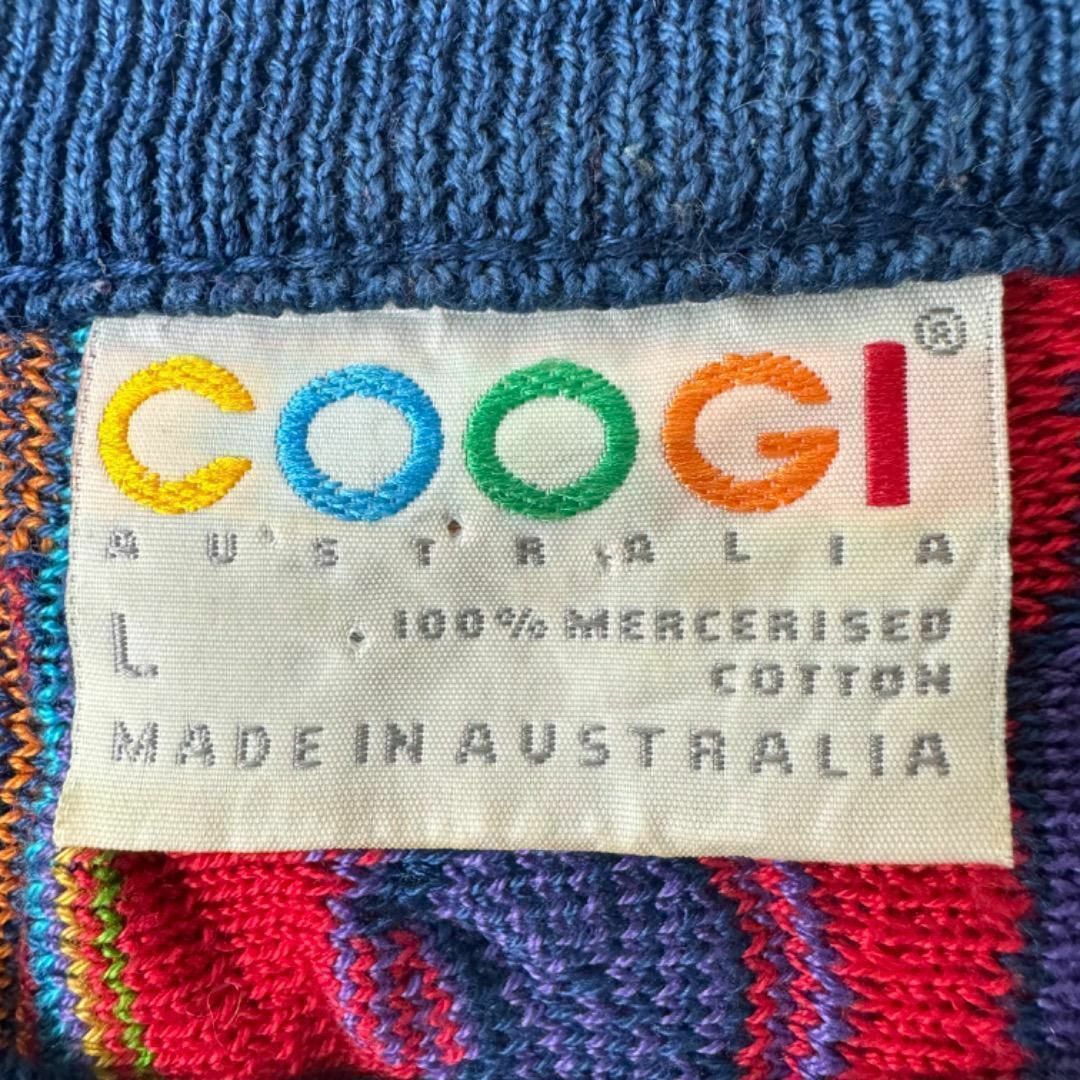 COOGI®
AUSTRALIA
L 100% MERCERISED
COTTON
MADE IN AUSTRALIA